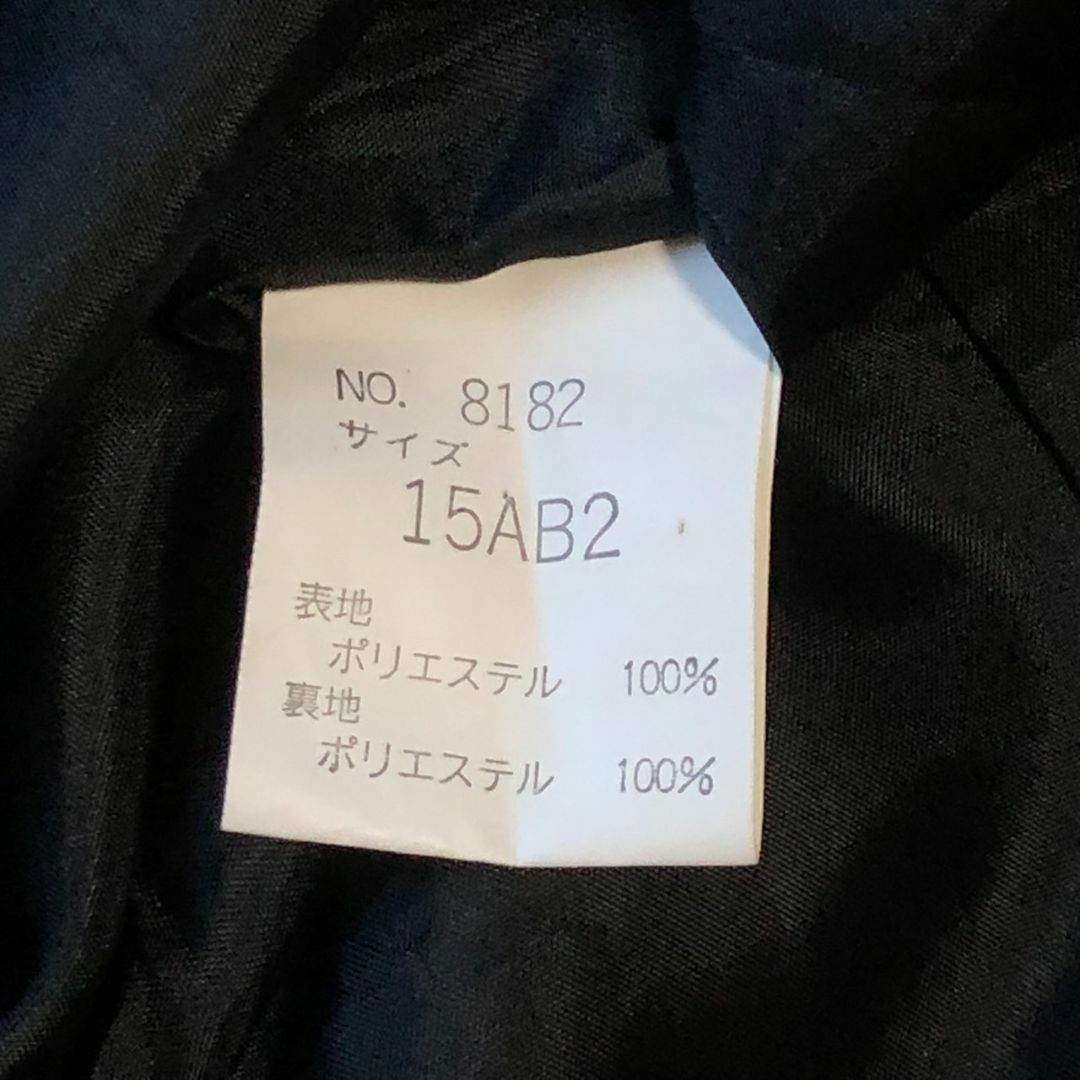 NO. 8182
サイズ
15AB2
表地
ポリエステル 100%
裏地
ポリエステル 100%